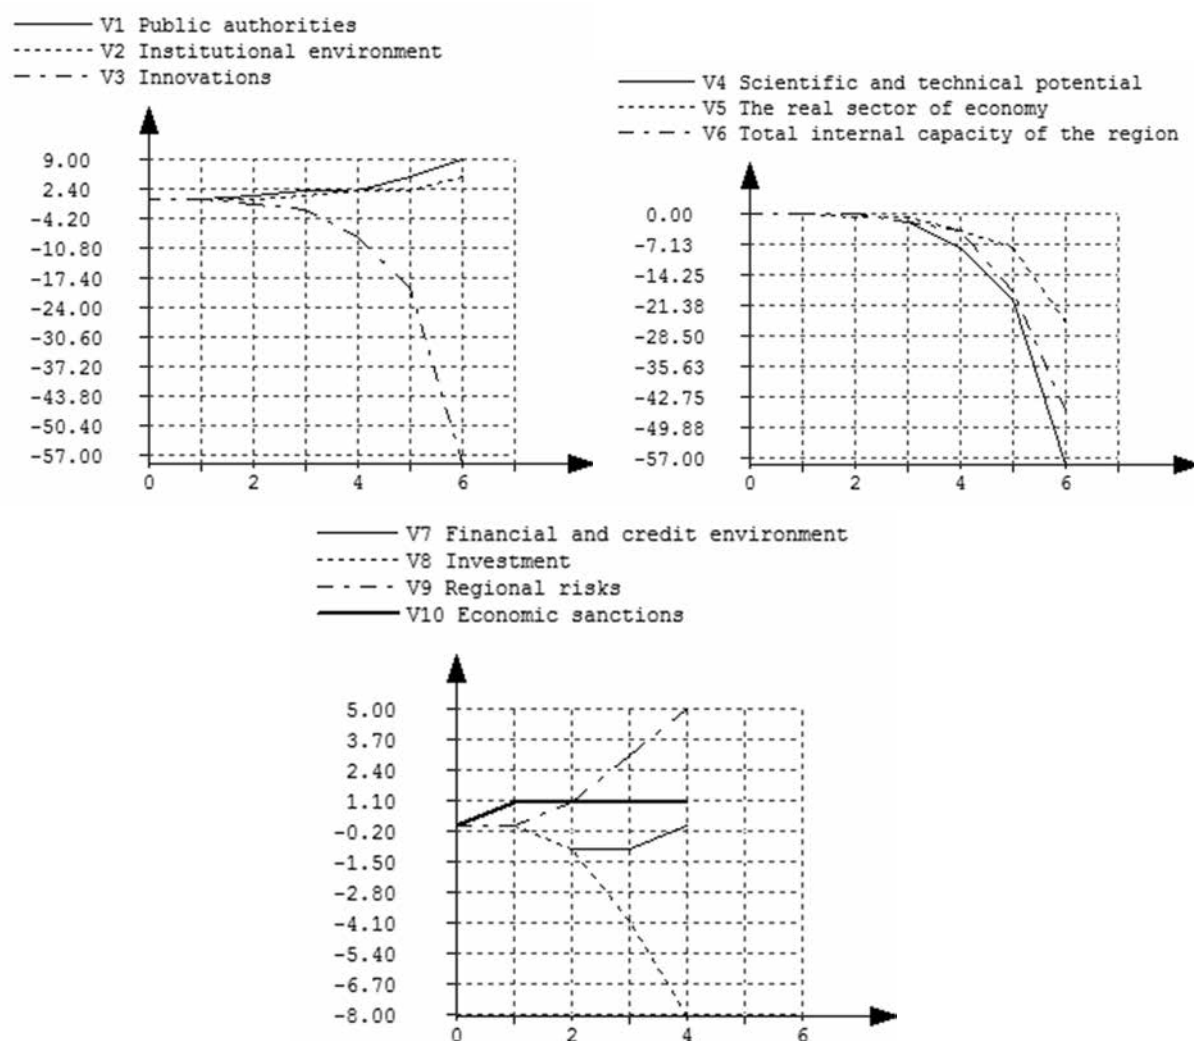 V1 Public authorities
V2 Institutional environment
V3 Innovations
9.00
2.40
-4.20
-10.80
-17.40
-24.00
-30.60
-37.20
-43.80
-50.40
-57.00
0 2 4 6
V4 Scientific and technical potential
V5 The real sector of economy
V6 Total internal capacity of the region
0.00
-7.13
-14.25
-21.38
-28.50
-35.63
-42.75
-49.88
-57.00
0 2 4 6
V7 Financial and credit environment
V8 Investment
V9 Regional risks
V10 Economic sanctions
5.00
3.70
2.40
1.10
-0.20
-1.50
-2.80
-4.10
-5.40
-6.70
-8.00
0 2 4 6